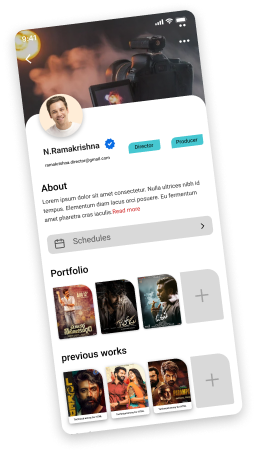 9:41
N.Ramakrishna
Director
Producer
ramakrishna.director@gmail.com
About
Lorem ipsum dolor sit amet consectetur. Nulla ultrices nibh id
tempus. Elementum diam lacus orci posuere. Eu fermentum
amet pharetra cras iaculis.Read more
Schedules
Portfolio
previous works